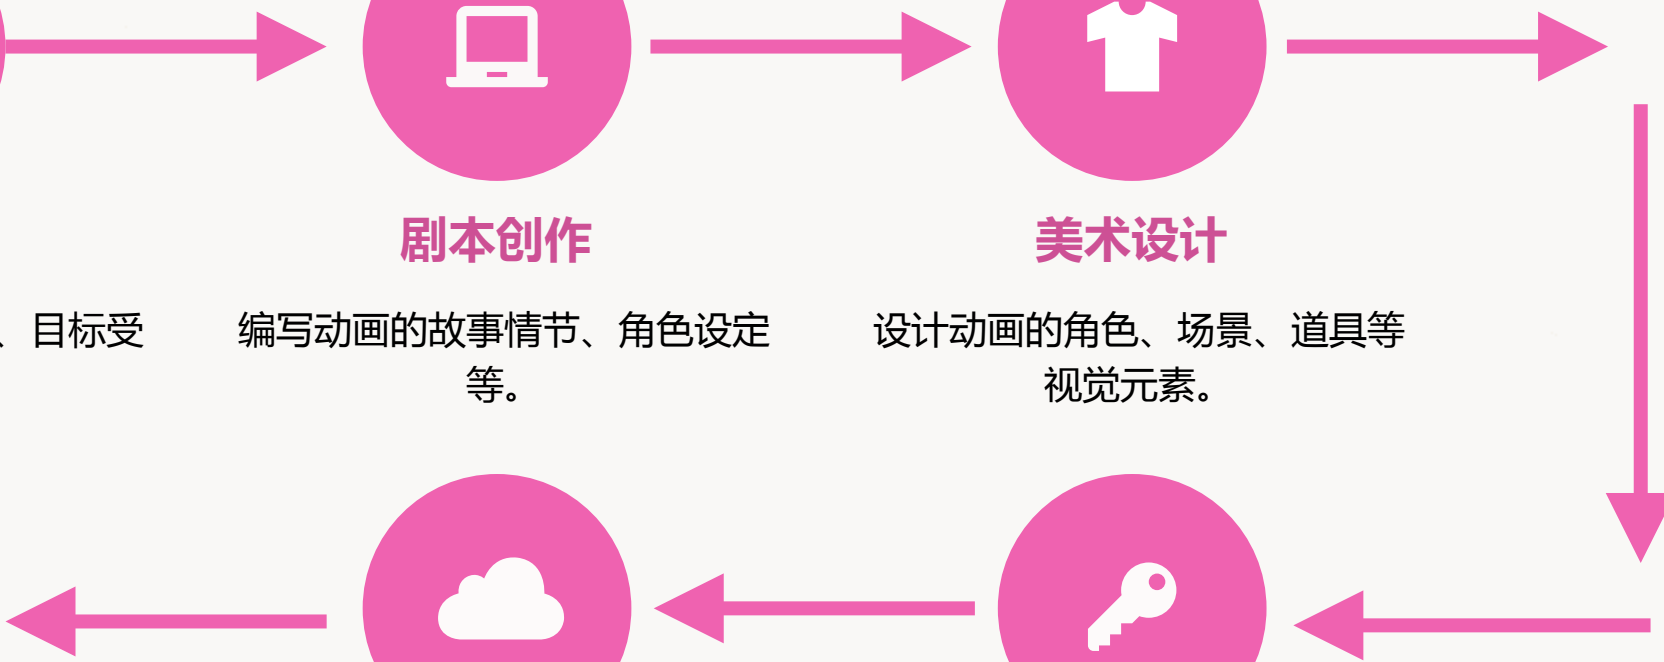 剧本创作
美术设计
、目标受
编写动画的故事情节、角色设定
等。
设计动画的角色、场景、道具等
视觉元素。